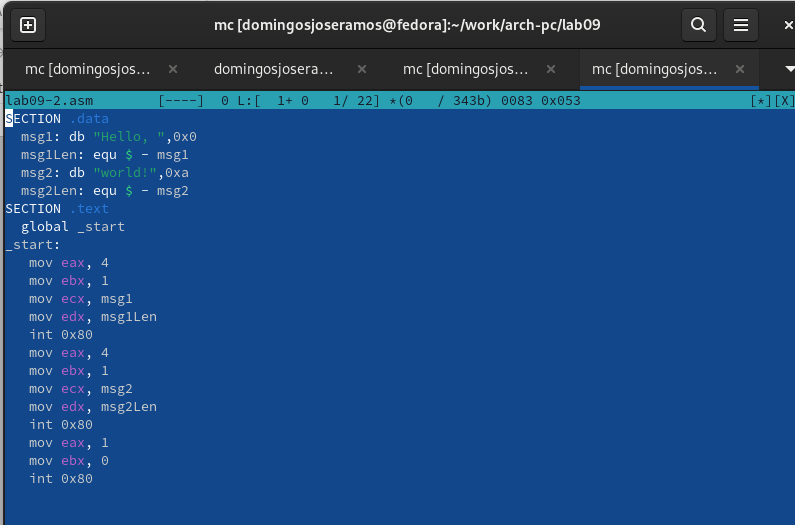 mc [domingosjoseramos@fedora]:~/work/arch-pc/lab09
mc [domingosjos... × domingosjosera... × mc [domingosjos... × mc [domingosjos... ×
lab09-2.asm [----] 0 L:[ 1+ 0 1/ 22] *(0 / 343b) 0083 0x053 [*][X]
SECTION .data
msg1: db "Hello, ",0x0
msg1Len: equ $ - msg1
msg2: db "world!",0xa
msg2Len: equ $ - msg2
SECTION .text
global _start
_start:
mov eax, 4
mov ebx, 1
mov ecx, msg1
mov edx, msg1Len
int 0x80
mov eax, 4
mov ebx, 1
mov ecx, msg2
mov edx, msg2Len
int 0x80
mov eax, 1
mov ebx, 0
int 0x80